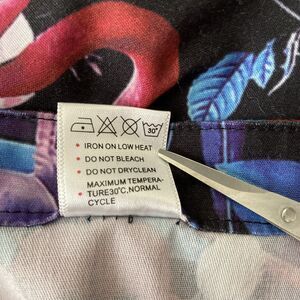 30°
• IRON ON LOW HEAT
• DO NOT BLEACH
• DO NOT DRYCLEAN
MAXIMUM TEMPERA-
TURE30°C,NORMAL
CYCLE